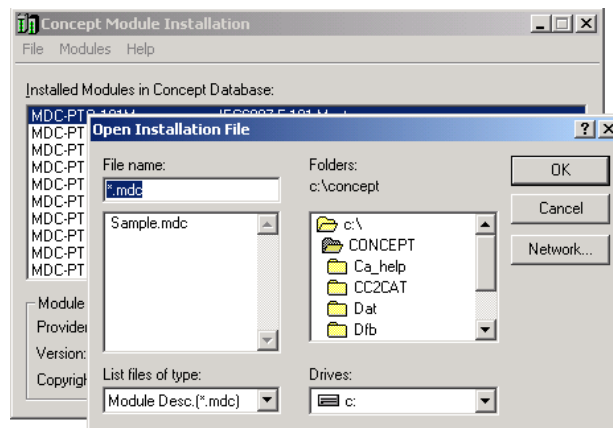 Concept Module Installation
File Modules Help
Installed Modules in Concept Database:
MDC-PT
MDC-PT
MDC-PT
MDC-PT
MDC-PT
MDC-PT
MDC-PT
MDC-PT
MDC-PT
MDC-PT
Open Installation File
File name:
*.mdc
Sample.mdc
List files of type:
Module Desc.(*.mdc)
Folders:
c:\concept
c:\
CONCEPT
Ca_help
CC2CAT
Dat
Dfb
Drives:
c:
OK
Cancel
Network...
Module
Provider
Version:
Copyrigh